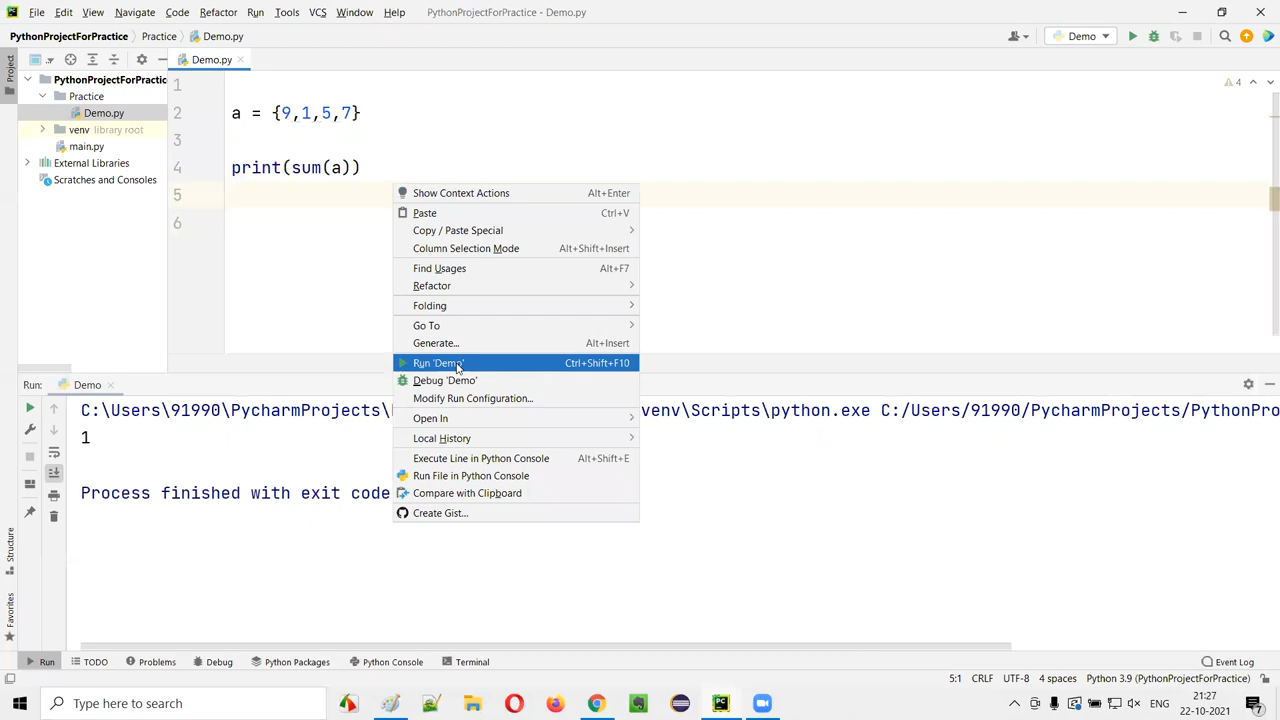 File Edit View Navigate Code Refactor Run Tools VCS Window Help PythonProjectForPractice - Demo.py
PythonProjectForPractice Practice Demo.py Demo
Demo.py
PythonProjectForPractic
Practice
Demo.py
venv library root
main.py
External Libraries
Scratches and Consoles
Project
Structure
Favorites
1
2 a = {9,1,5,7}
3
4 print(sum(a))
5
6
4
Show Context Actions Alt+Enter
Paste Ctrl+V
Copy / Paste Special
Column Selection Mode Alt+Shift+Insert
Find Usages Alt+F7
Refactor
Folding
Go To
Generate... Alt+Insert
Run 'Demo' Ctrl+Shift+F10
Debug 'Demo'
Modify Run Configuration...
Open In
Local History
Execute Line in Python Console Alt+Shift+E
Run File in Python Console
Compare with Clipboard
Create Gist...
Run: Demo
C:\Users\91990\PycharmProjects\ venv\Scripts\python.exe C:/Users/91990/PycharmProjects/PythonPro
1
Process finished with exit code
Run TODO Problems Debug Python Packages Python Console Terminal Event Log
5:1 CRLF UTF-8 4 spaces Python 3.9 (PythonProjectForPractice)
Type here to search
ENG 21:27
22-10-2021
7